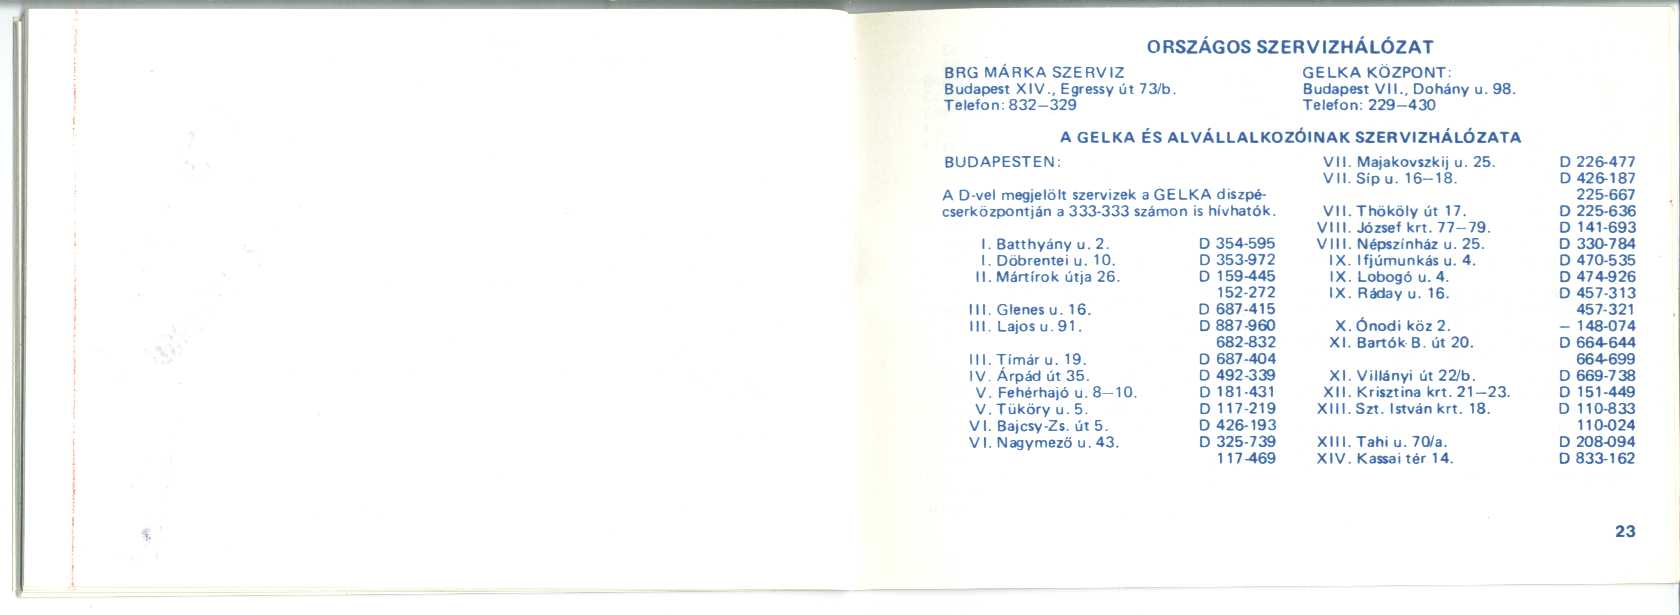 ORSZÁGOS SZERVIZHÁLÓZAT
BRG MÁRKA SZERVIZ
Budapest XIV., Egressy út 73/b.
Telefon: 832–329
GELKA KÖZPONT:
Budapest VII., Dohány u. 98.
Telefon: 229–430
A GELKA ÉS ALVÁLLALKOZÓINAK SZERVIZHÁLÓZATA
BUDAPESTEN:
A D-vel megjelölt szervizek a GELKA diszpé-
cserközpontján a 333-333 számon is hívhatók.
I. Batthyány u. 2. D 354-595
I. Döbrentei u. 10. D 353-972
II. Mártírok útja 26. D 159-445
152-272
III. Glenes u. 16. D 687-415
III. Lajos u. 91. D 887-960
682-832
III. Tímár u. 19. D 687-404
IV. Árpád út 35. D 492-339
V. Fehérhajó u. 8–10. D 181-431
V. Tüköry u. 5. D 117-219
VI. Bajcsy-Zs. út 5. D 426-193
VI. Nagymező u. 43. D 325-739
117-469
VII. Majakovszkij u. 25. D 226-477
VII. Síp u. 16–18. D 426-187
225-667
VII. Thököly út 17. D 225-636
VIII. József krt. 77–79. D 141-693
VIII. Népszínház u. 25. D 330-784
IX. Ifjúmunkás u. 4. D 470-535
IX. Lobogó u. 4. D 474-926
IX. Ráday u. 16. D 457-313
457-321
X. Ónodi köz 2. – 148-074
XI. Bartók B. út 20. D 664-644
664-699
XI. Villányi út 22/b. D 669-738
XII. Krisztina krt. 21–23. D 151-449
XIII. Szt. István krt. 18. D 110-833
110-024
XIII. Tahi u. 70/a. D 208-094
XIV. Kassai tér 14. D 833-162
23